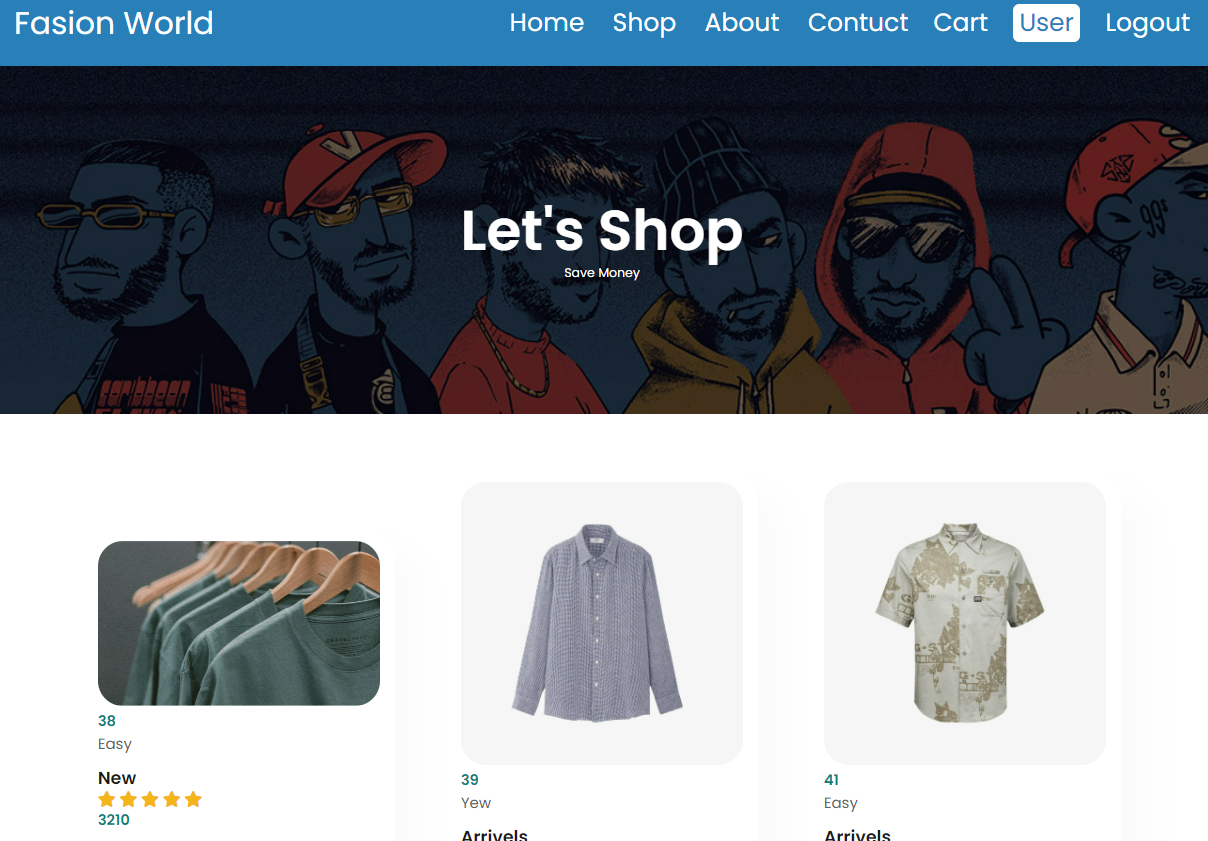 Fasion World
Home Shop About Contuct Cart User Logout
V
99
Let's Shop
Save Money
38
Easy
New
3210
39
Yew
Arrivels
41
Easy
Arrivels